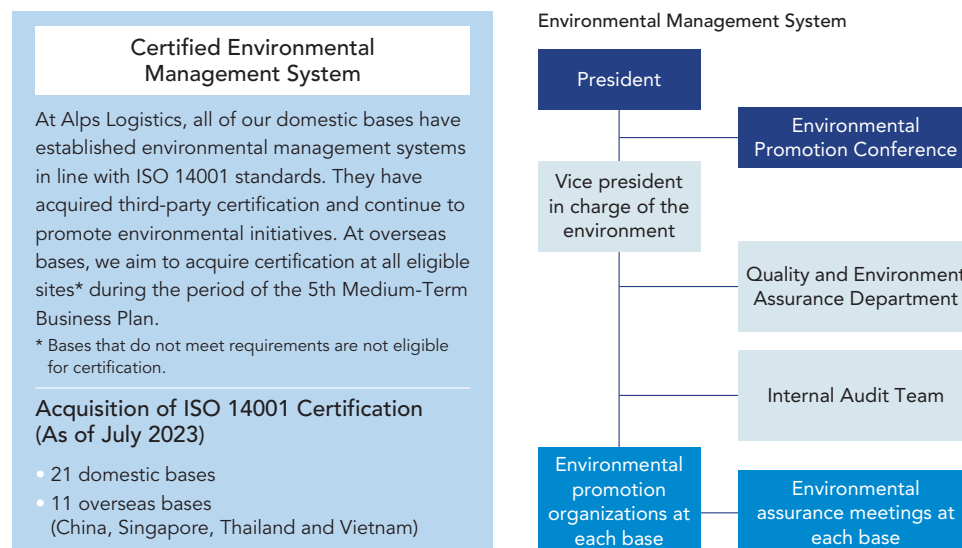 Certified Environmental
Management System
At Alps Logistics, all of our domestic bases have
established environmental management systems
in line with ISO 14001 standards. They have
acquired third-party certification and continue to
promote environmental initiatives. At overseas
bases, we aim to acquire certification at all eligible
sites* during the period of the 5th Medium-Term
Business Plan.
* Bases that do not meet requirements are not eligible
for certification.
Acquisition of ISO 14001 Certification
(As of July 2023)
• 21 domestic bases
• 11 overseas bases
(China, Singapore, Thailand and Vietnam)
Environmental Management System
President
Environmental
Promotion Conference
Vice president
in charge of the
environment
Quality and Environment
Assurance Department
Internal Audit Team
Environmental
promotion
organizations at
each base
Environmental
assurance meetings at
each base